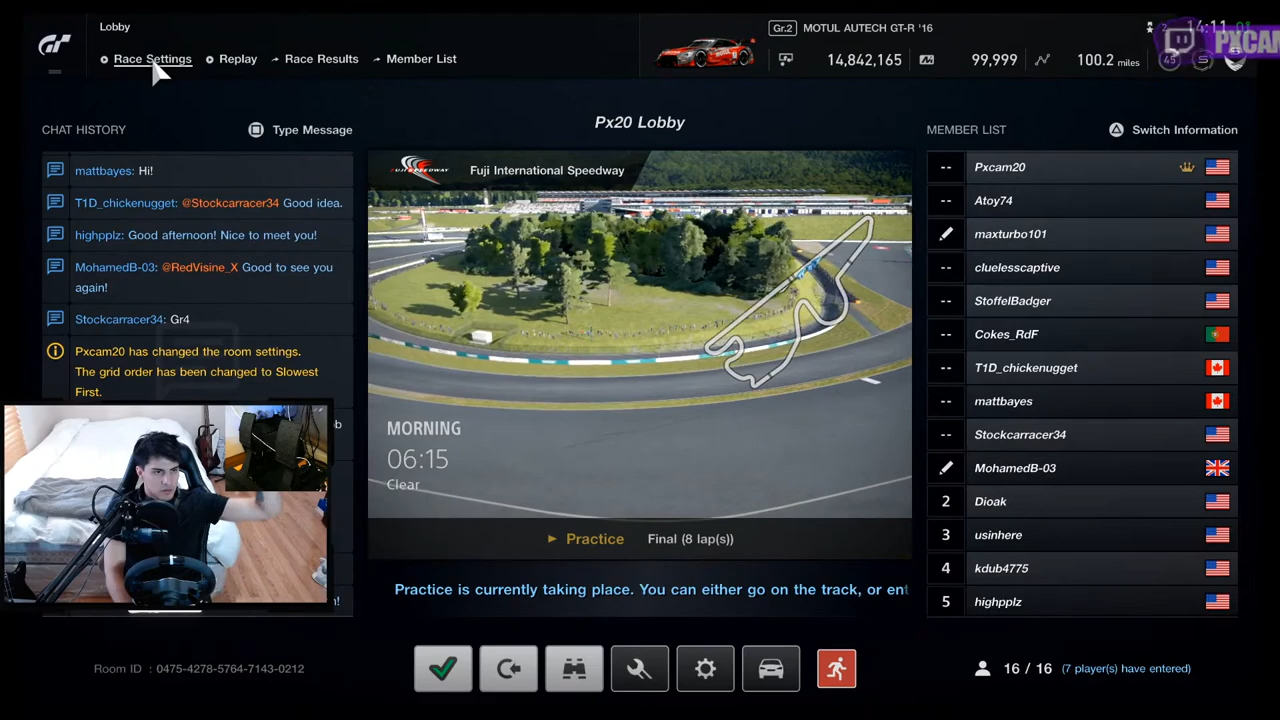 Lobby
Race Settings
Replay
Race Results
Member List
Gr.2
MOTUL AUTECH GT-R '16
14,842,165
99,999
100.2 miles
14:11
PXCAM
45
S
CHAT HISTORY
Type Message
mattbayes: Hi!
T1D_chickenugget: @Stockcarracer34 Good idea.
highpplz: Good afternoon! Nice to meet you!
MohamedB-03: @RedVisine_X Good to see you
again!
Stockcarracer34: Gr4
Pxcam20 has changed the room settings.
The grid order has been changed to Slowest
First.
Px20 Lobby
FUJI SPEEDWAY
Fuji International Speedway
MORNING
06:15
Clear
Practice
Final (8 lap(s))
Practice is currently taking place. You can either go on the track, or ent
MEMBER LIST
Switch Information
-- Pxcam20
-- Atoy74
maxturbo101
-- cluelesscaptive
-- StoffelBadger
-- Cokes_RdF
-- T1D_chickenugget
-- mattbayes
-- Stockcarracer34
MohamedB-03
2 Dioak
3 usinhere
4 kdub4775
5 highpplz
Room ID : 0475-4278-5764-7143-0212
16 / 16 (7 player(s) have entered)